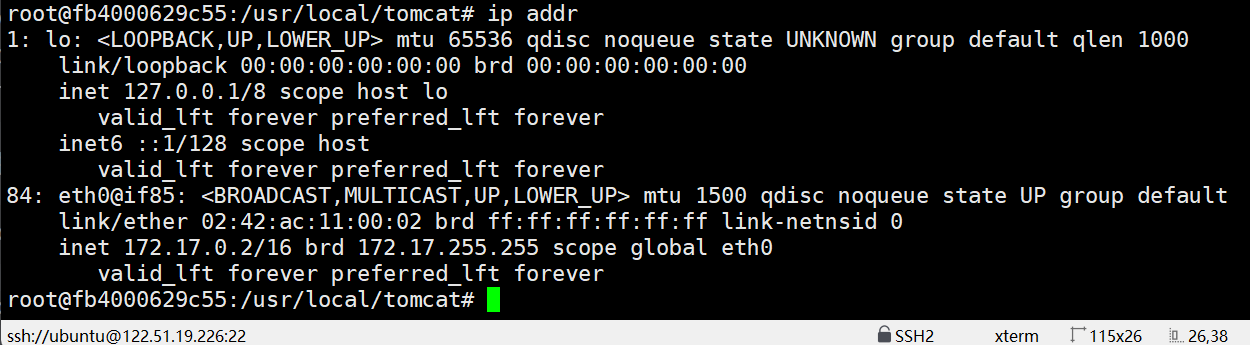 root@fb4000629c55:/usr/local/tomcat# ip addr
1: lo: <LOOPBACK,UP,LOWER_UP> mtu 65536 qdisc noqueue state UNKNOWN group default qlen 1000
    link/loopback 00:00:00:00:00:00 brd 00:00:00:00:00:00
    inet 127.0.0.1/8 scope host lo
       valid_lft forever preferred_lft forever
    inet6 ::1/128 scope host
       valid_lft forever preferred_lft forever
84: eth0@if85: <BROADCAST,MULTICAST,UP,LOWER_UP> mtu 1500 qdisc noqueue state UP group default
    link/ether 02:42:ac:11:00:02 brd ff:ff:ff:ff:ff:ff link-netnsid 0
    inet 172.17.0.2/16 brd 172.17.255.255 scope global eth0
       valid_lft forever preferred_lft forever
root@fb4000629c55:/usr/local/tomcat#
ssh://ubuntu@122.51.19.226:22 SSH2 xterm 115x26 26,38